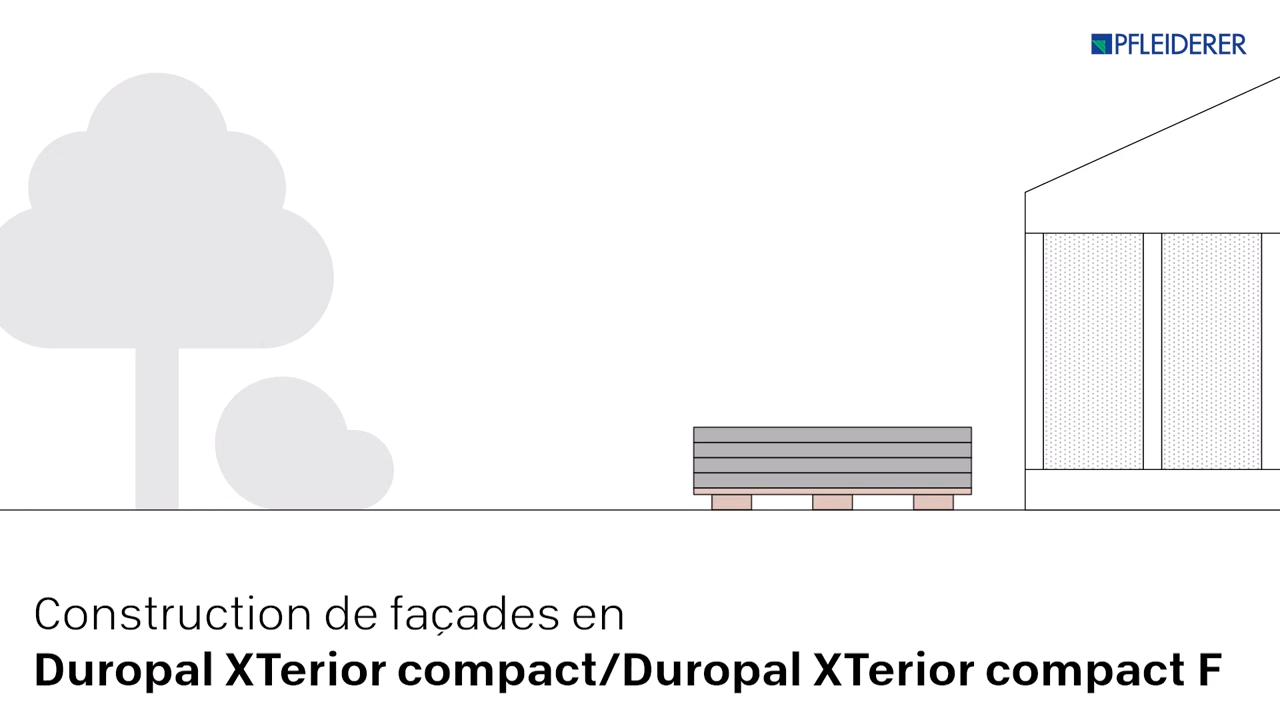 PFLEIDERER
Construction de façades en
Duropal XTerior compact/Duropal XTerior compact F